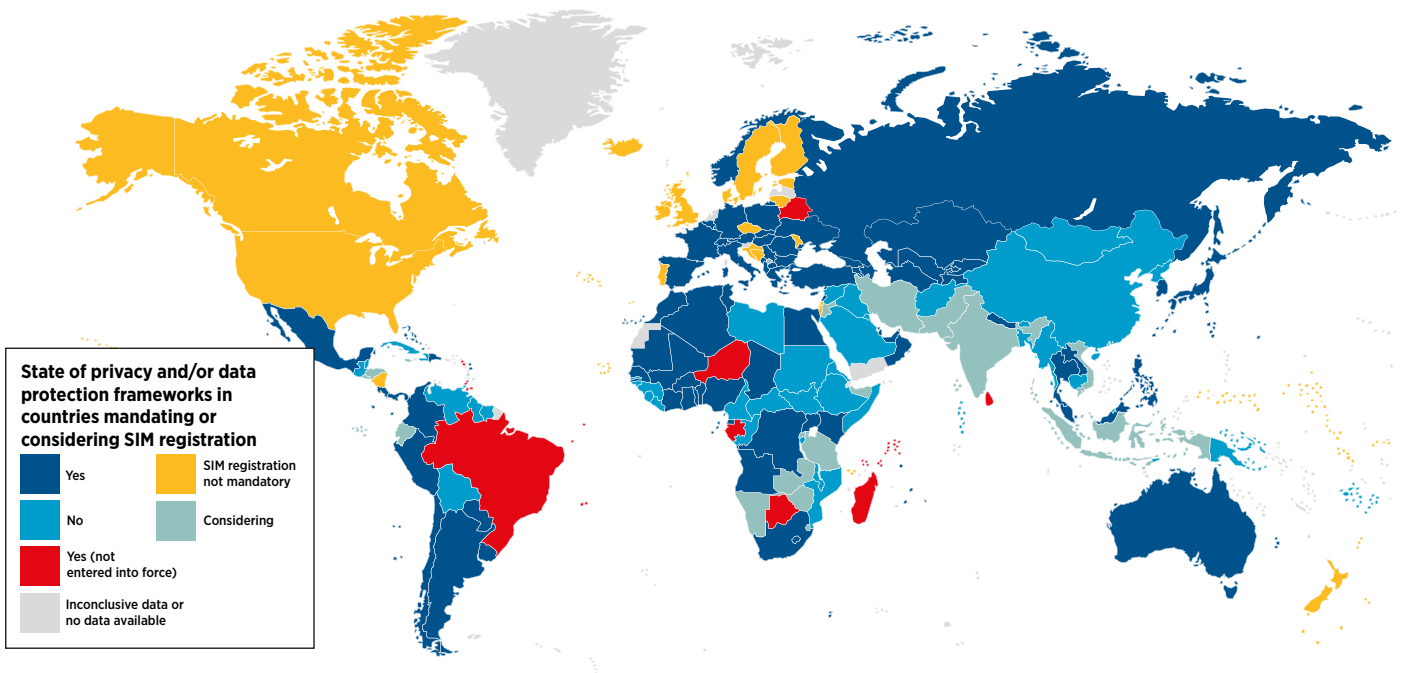 State of privacy and/or data
protection frameworks in
countries mandating or
considering SIM registration
Yes
SIM registration
not mandatory
No
Considering
Yes (not
entered into force)
Inconclusive data or
no data available